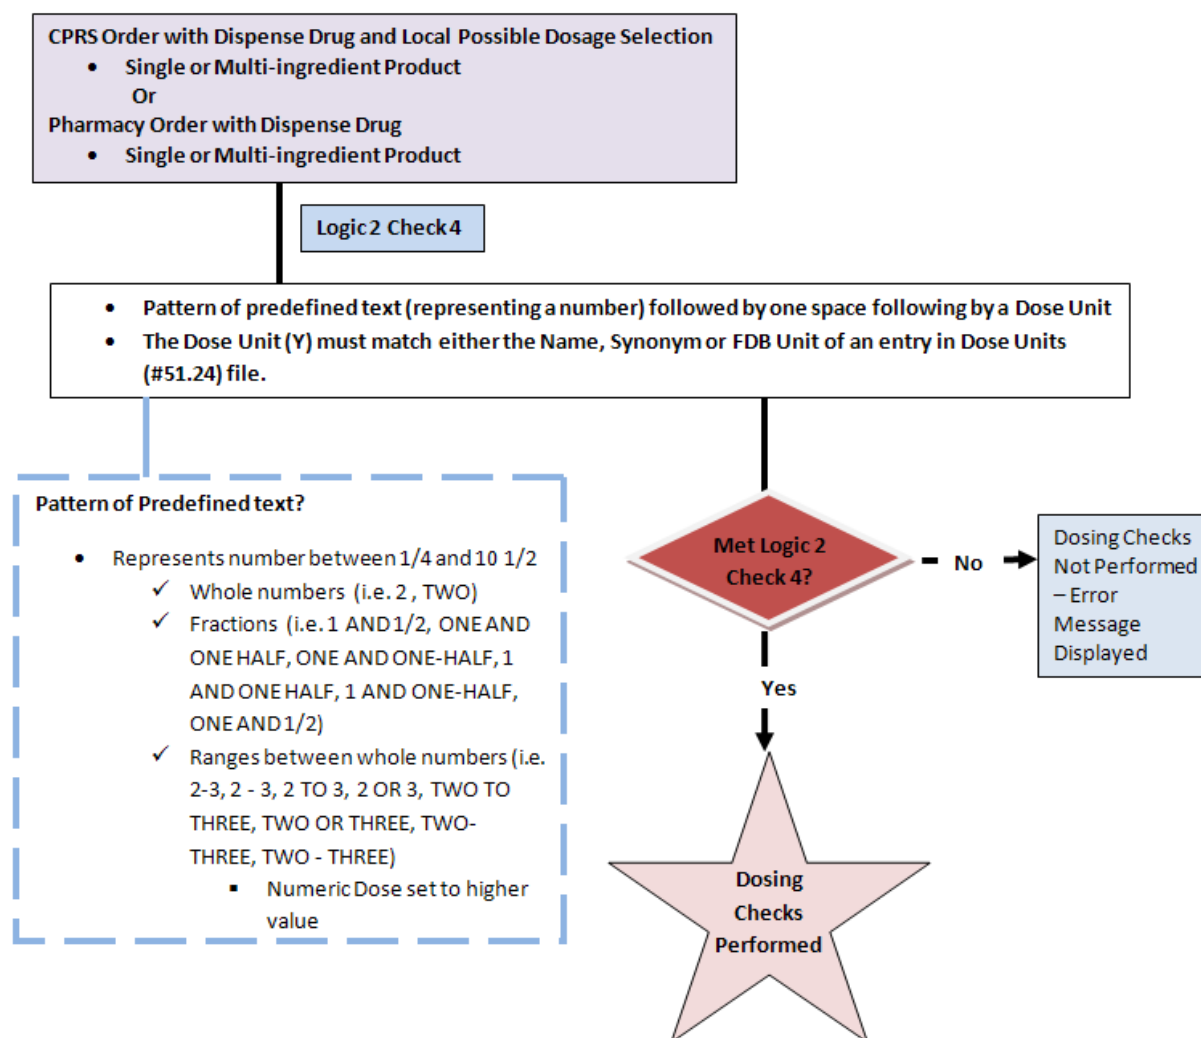 CPRS Order with Dispense Drug and Local Possible Dosage Selection
• Single or Multi-ingredient Product
Or
Pharmacy Order with Dispense Drug
• Single or Multi-ingredient Product
Logic 2 Check 4
• Pattern of predefined text (representing a number) followed by one space following by a Dose Unit
• The Dose Unit (Y) must match either the Name, Synonym or FDB Unit of an entry in Dose Units
(#51.24) file.
Pattern of Predefined text?
• Represents number between 1/4 and 10 1/2
✓ Whole numbers (i.e. 2 , TWO)
✓ Fractions (i.e. 1 AND 1/2, ONE AND
ONE HALF, ONE AND ONE-HALF, 1
AND ONE HALF, 1 AND ONE-HALF,
ONE AND 1/2)
✓ Ranges between whole numbers (i.e.
2-3, 2 - 3, 2 TO 3, 2 OR 3, TWO TO
THREE, TWO OR THREE, TWO-
THREE, TWO - THREE)
▪ Numeric Dose set to higher
value
Met Logic 2
Check 4?
No
Dosing Checks
Not Performed
– Error
Message
Displayed
Yes
Dosing
Checks
Performed